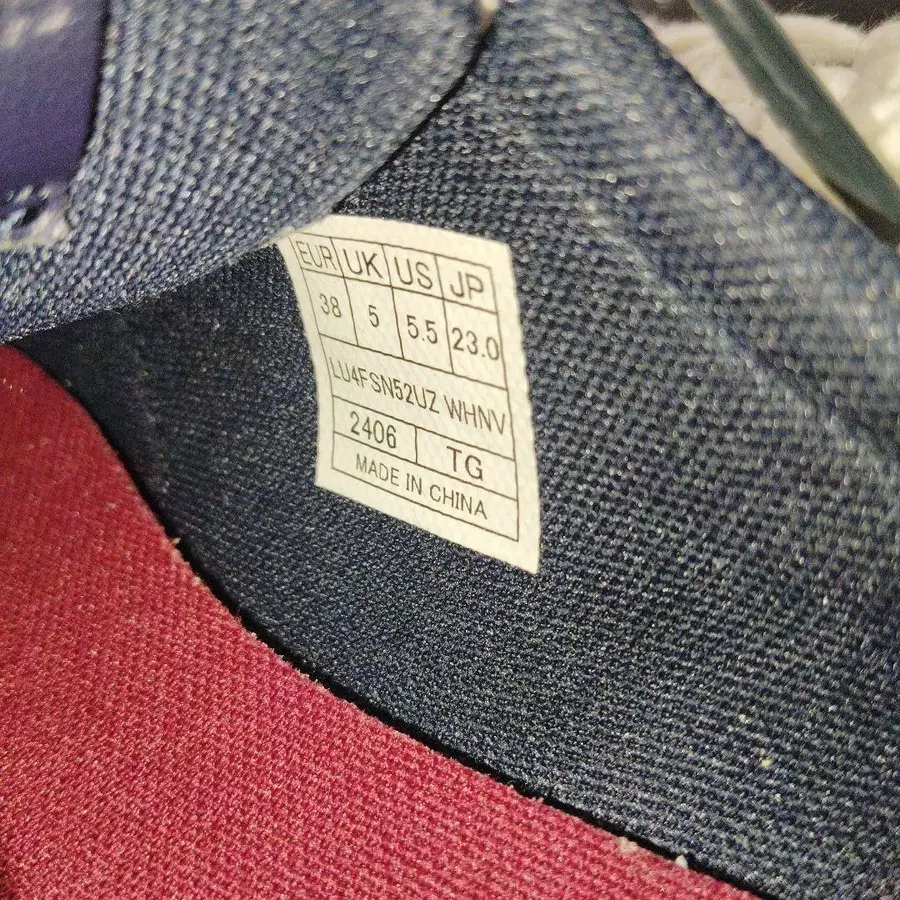 EUR UK US JP
38 5 5.5 23.0
LU4FSN52UZ WHNV
2406 TG
MADE IN CHINA